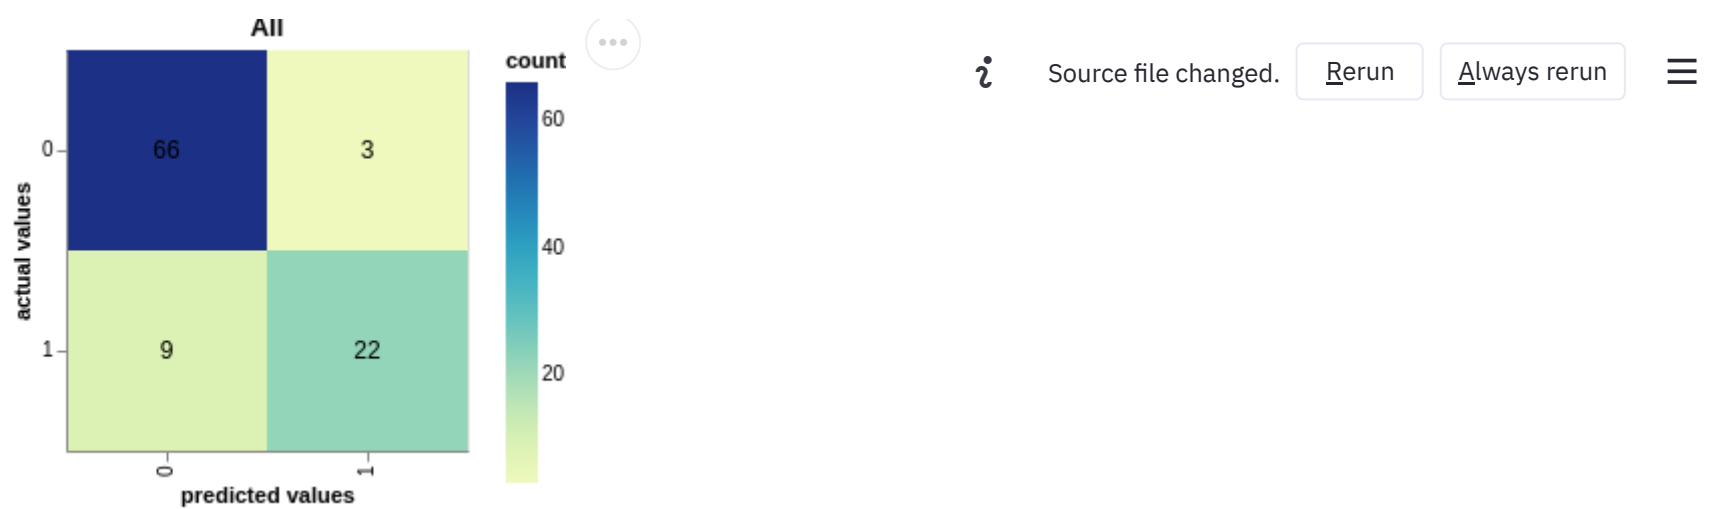 All
count
60
40
20
0
66
3
1
9
22
actual values
0
1
predicted values
Source file changed.
Rerun
Always rerun